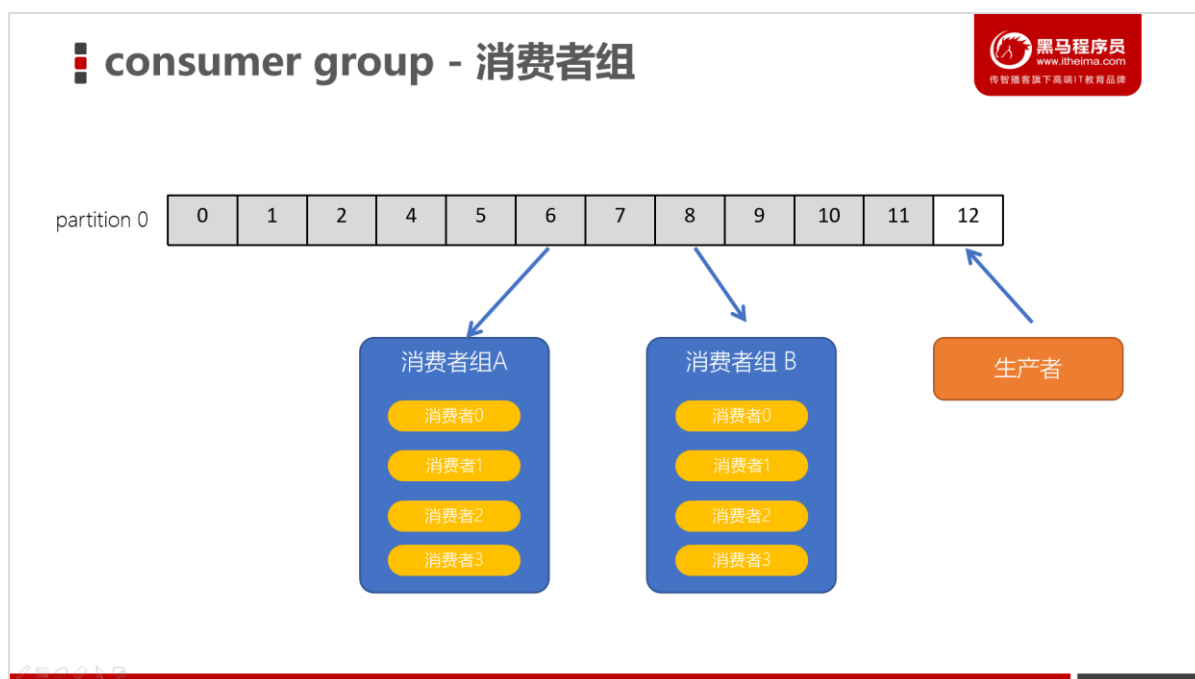 consumer group - 消费者组
黑马程序员
www.itheima.com
传智播客旗下高端IT教育品牌
partition 0
0 1 2 4 5 6 7 8 9 10 11 12
消费者组A
消费者0
消费者1
消费者2
消费者3
消费者组 B
消费者0
消费者1
消费者2
消费者3
生产者